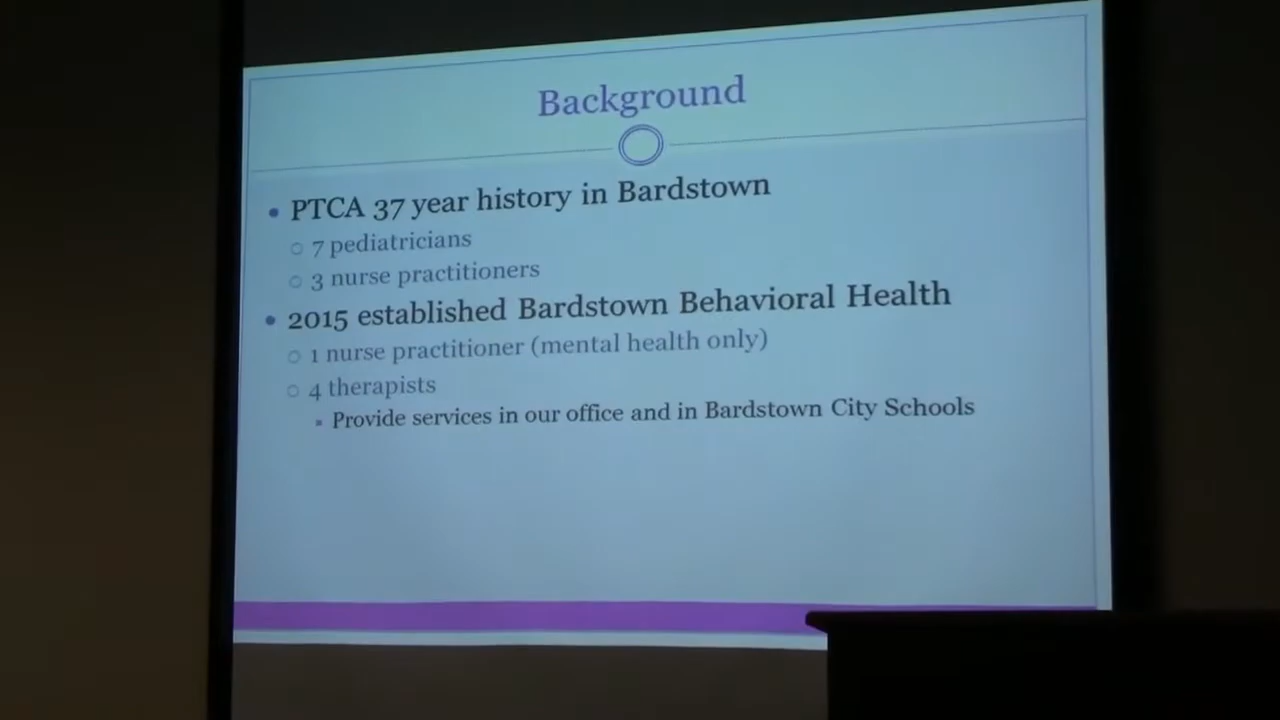 Background
• PTCA 37 year history in Bardstown
○ 7 pediatricians
○ 3 nurse practitioners
• 2015 established Bardstown Behavioral Health
○ 1 nurse practitioner (mental health only)
○ 4 therapists
▪ Provide services in our office and in Bardstown City Schools